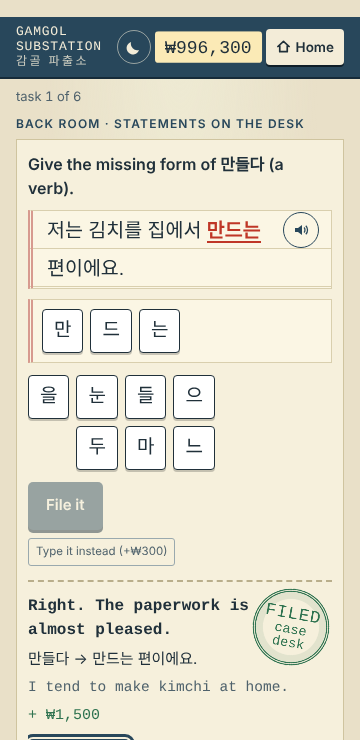 GAMGOL
SUBSTATION
감골 파출소
₩996,300
Home
task 1 of 6
BACK ROOM · STATEMENTS ON THE DESK
Give the missing form of 만들다 (a
verb).
저는 김치를 집에서 만드는
편이에요.
만 드 는
을 눈 들 으
두 마 느
File it
Type it instead (+₩300)
Right. The paperwork is
almost pleased.
FILED
case
desk
만들다 → 만드는 편이에요.
I tend to make kimchi at home.
+ ₩1,500